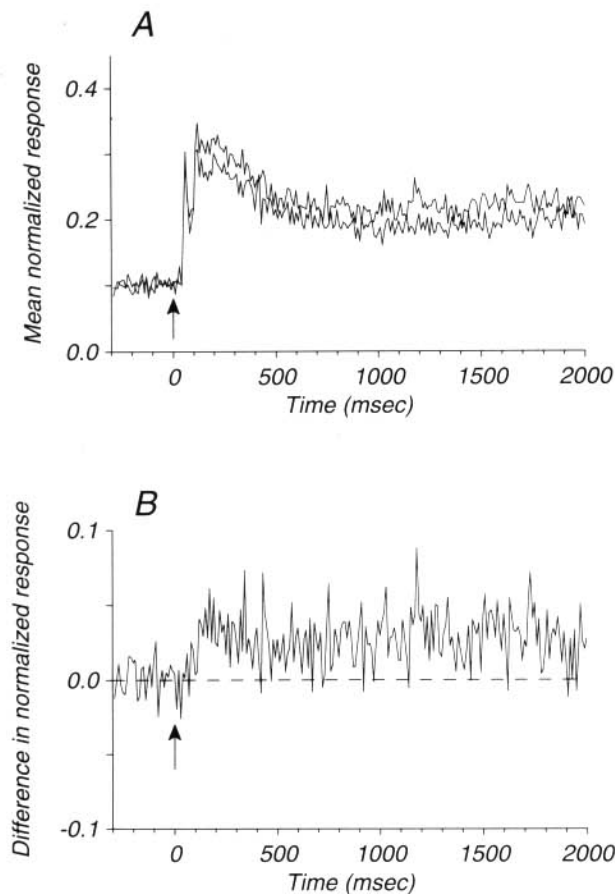 A
Mean normalized response
0.4
0.2
0.0
0 500 1000 1500 2000
Time (msec)
B
Difference in normalized response
0.1
0.0
-0.1
0 500 1000 1500 2000
Time (msec)